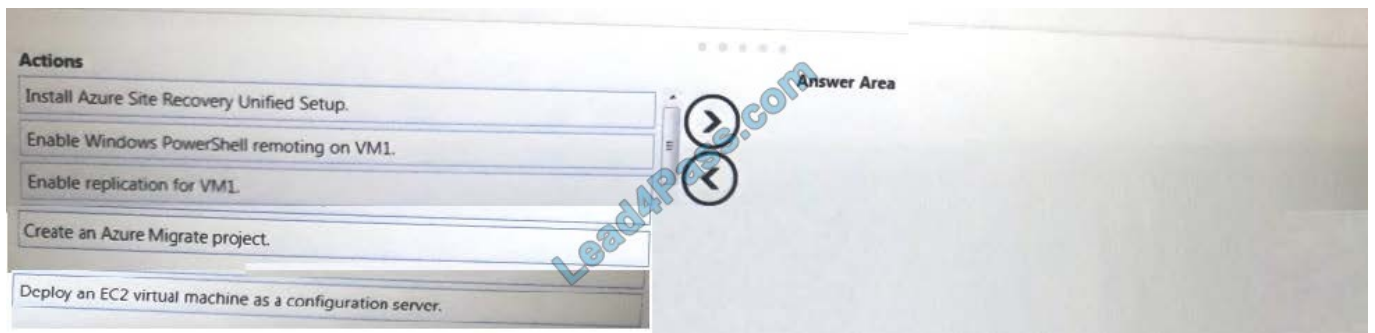 Actions
Answer Area
Install Azure Site Recovery Unified Setup.
Enable Windows PowerShell remoting on VM1.
Enable replication for VM1.
Create an Azure Migrate project.
Deploy an EC2 virtual machine as a configuration server.
Lead4Pass.com